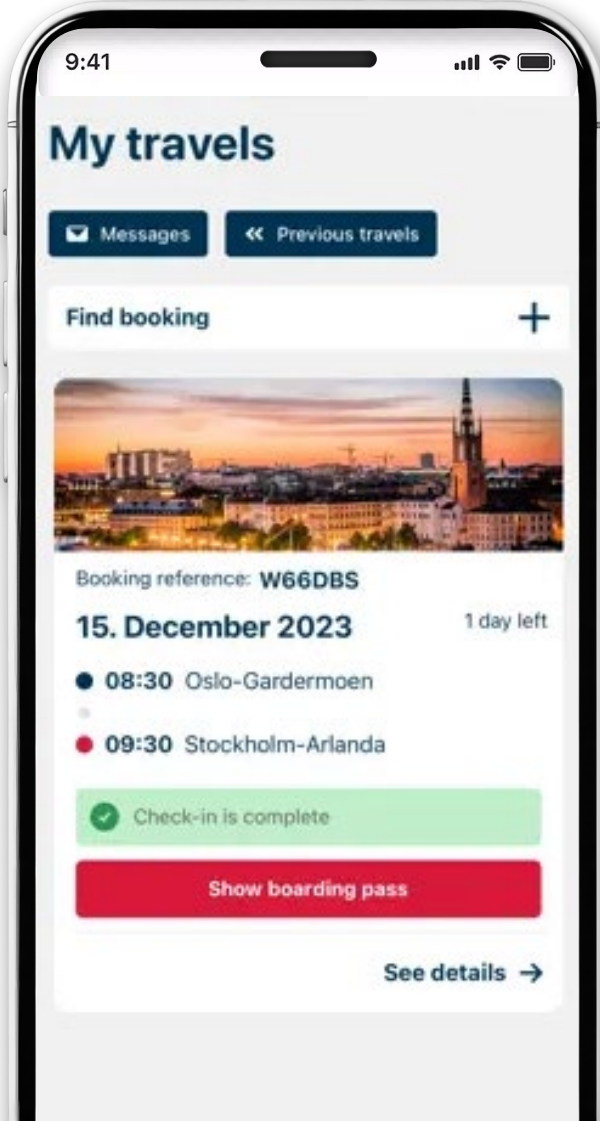 9:41
My travels
Messages
Previous travels
Find booking
Booking reference: W66DBS
15. December 2023
1 day left
08:30 Oslo-Gardermoen
09:30 Stockholm-Arlanda
Check-in is complete
Show boarding pass
See details